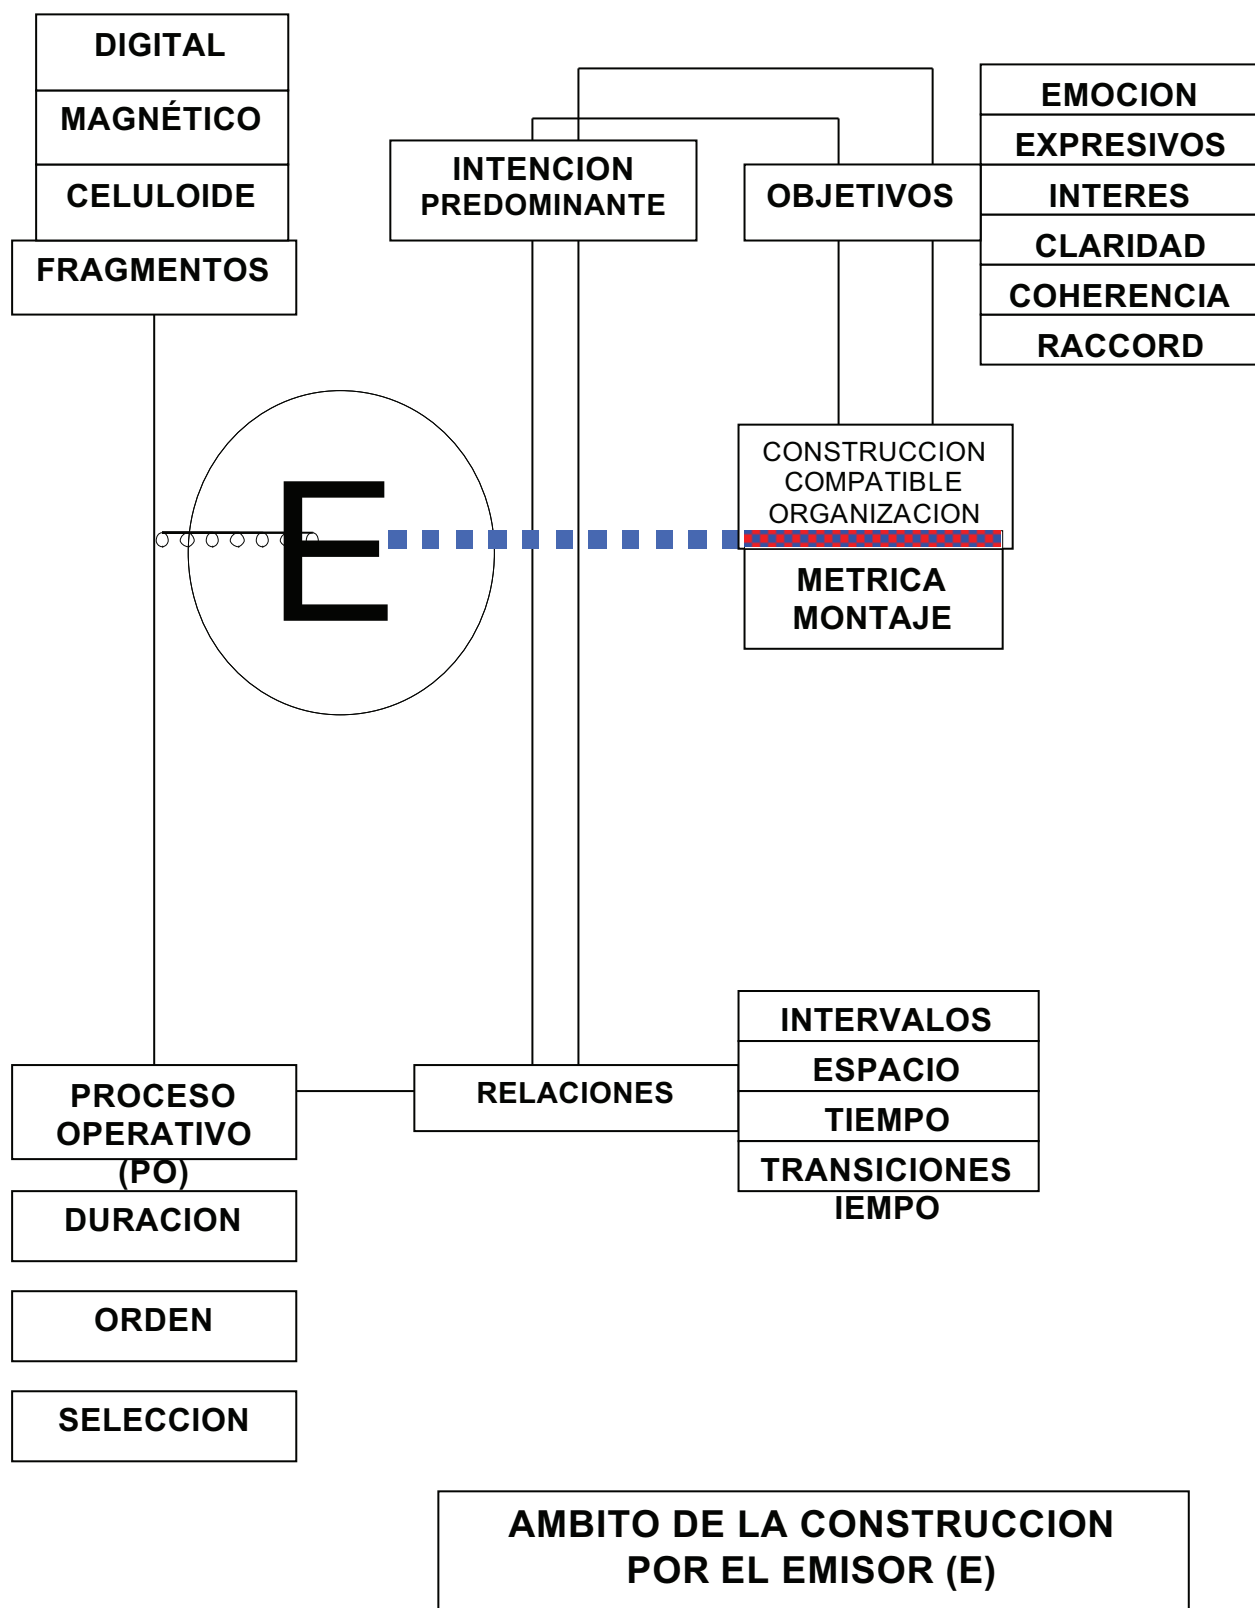 DIGITAL
MAGNÉTICO
CELULOIDE
FRAGMENTOS
INTENCION
PREDOMINANTE
OBJETIVOS
EMOCION
EXPRESIVOS
INTERES
CLARIDAD
COHERENCIA
RACCORD
E
CONSTRUCCION
COMPATIBLE
ORGANIZACION
METRICA
MONTAJE
PROCESO
OPERATIVO
(PO)
DURACION
ORDEN
SELECCION
RELACIONES
INTERVALOS
ESPACIO
TIEMPO
TRANSICIONES
IEMPO
AMBITO DE LA CONSTRUCCION
POR EL EMISOR (E)